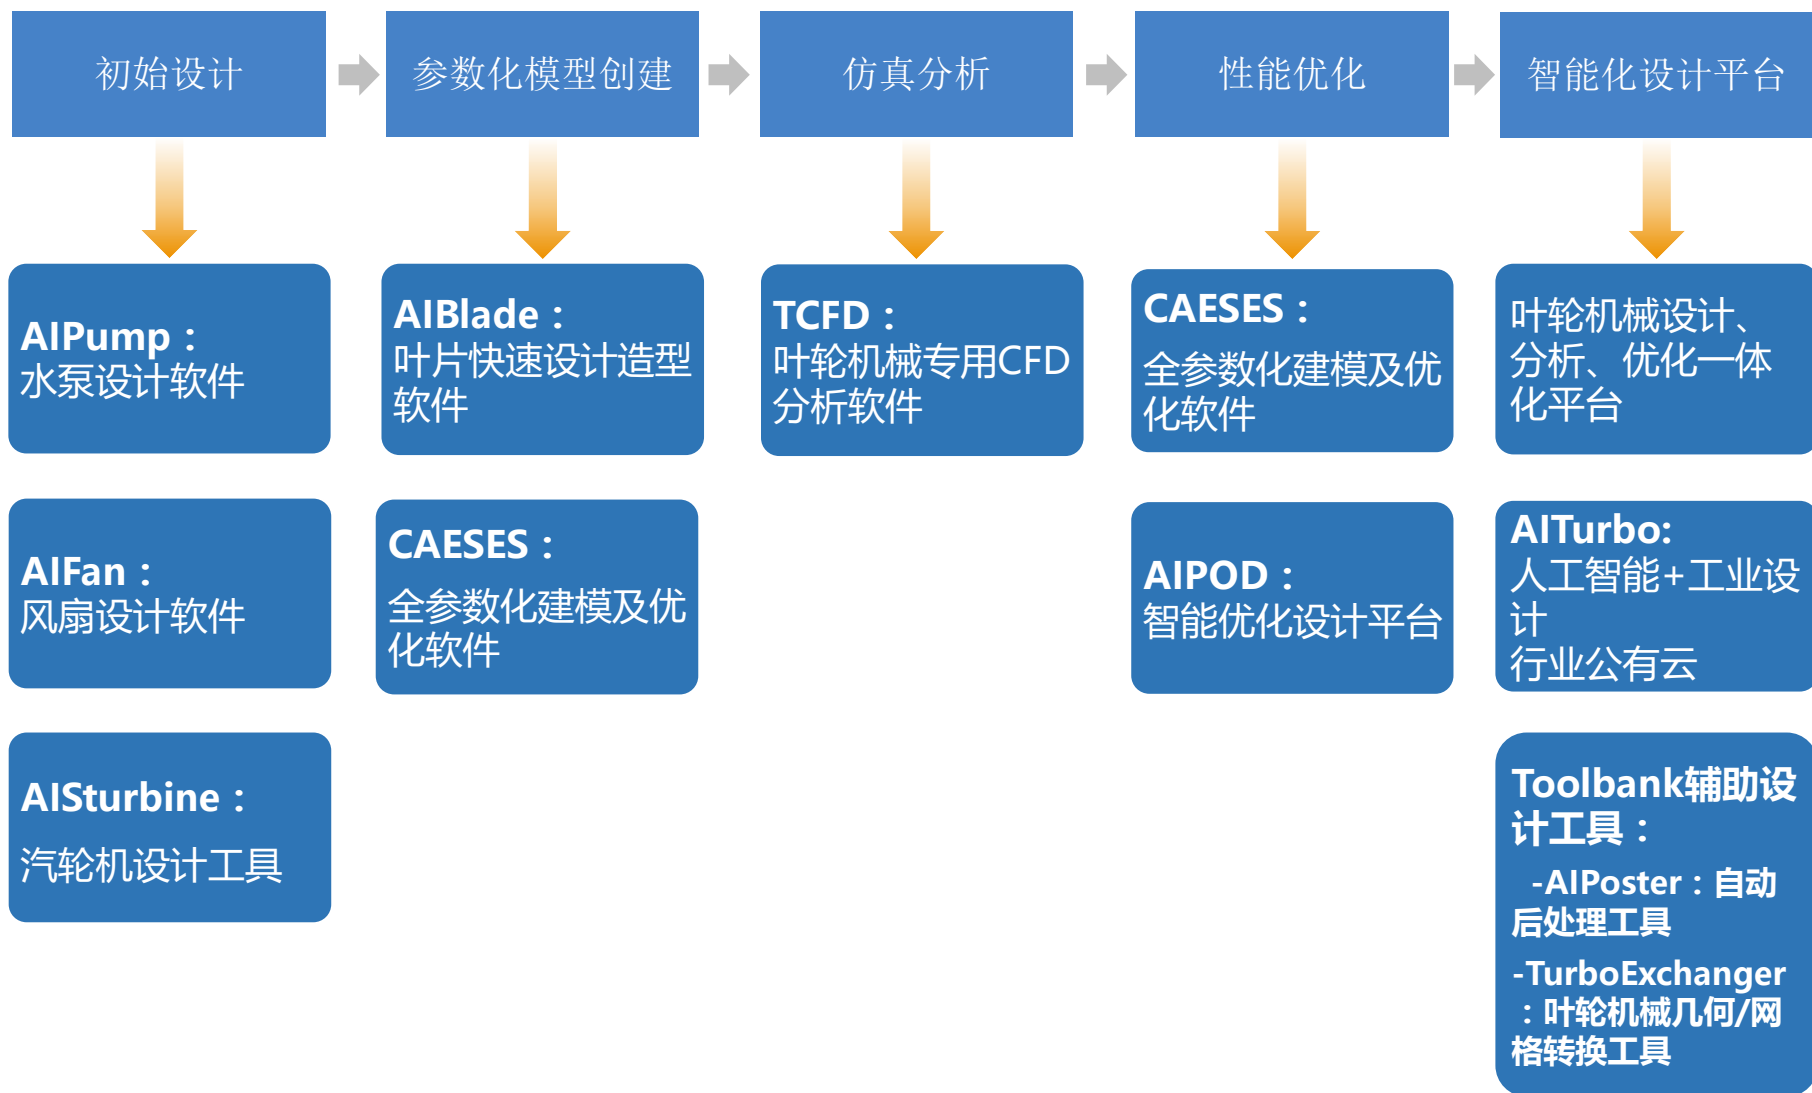 初始设计
参数化模型创建
仿真分析
性能优化
智能化设计平台
AIPump：
水泵设计软件
AIBlade：
叶片快速设计造型
软件
TCFD：
叶轮机械专用CFD
分析软件
CAESES：
全参数化建模及优
化软件
叶轮机械设计、
分析、优化一体
化平台
AIFan：
风扇设计软件
CAESES：
全参数化建模及优
化软件
AIPOD：
智能优化设计平台
AITurbo:
人工智能+工业设
计
行业公有云
AISturbine：
汽轮机设计工具
Toolbank辅助设
计工具：
-AIPoster：自动
后处理工具
-TurboExchanger
：叶轮机械几何/网
格转换工具